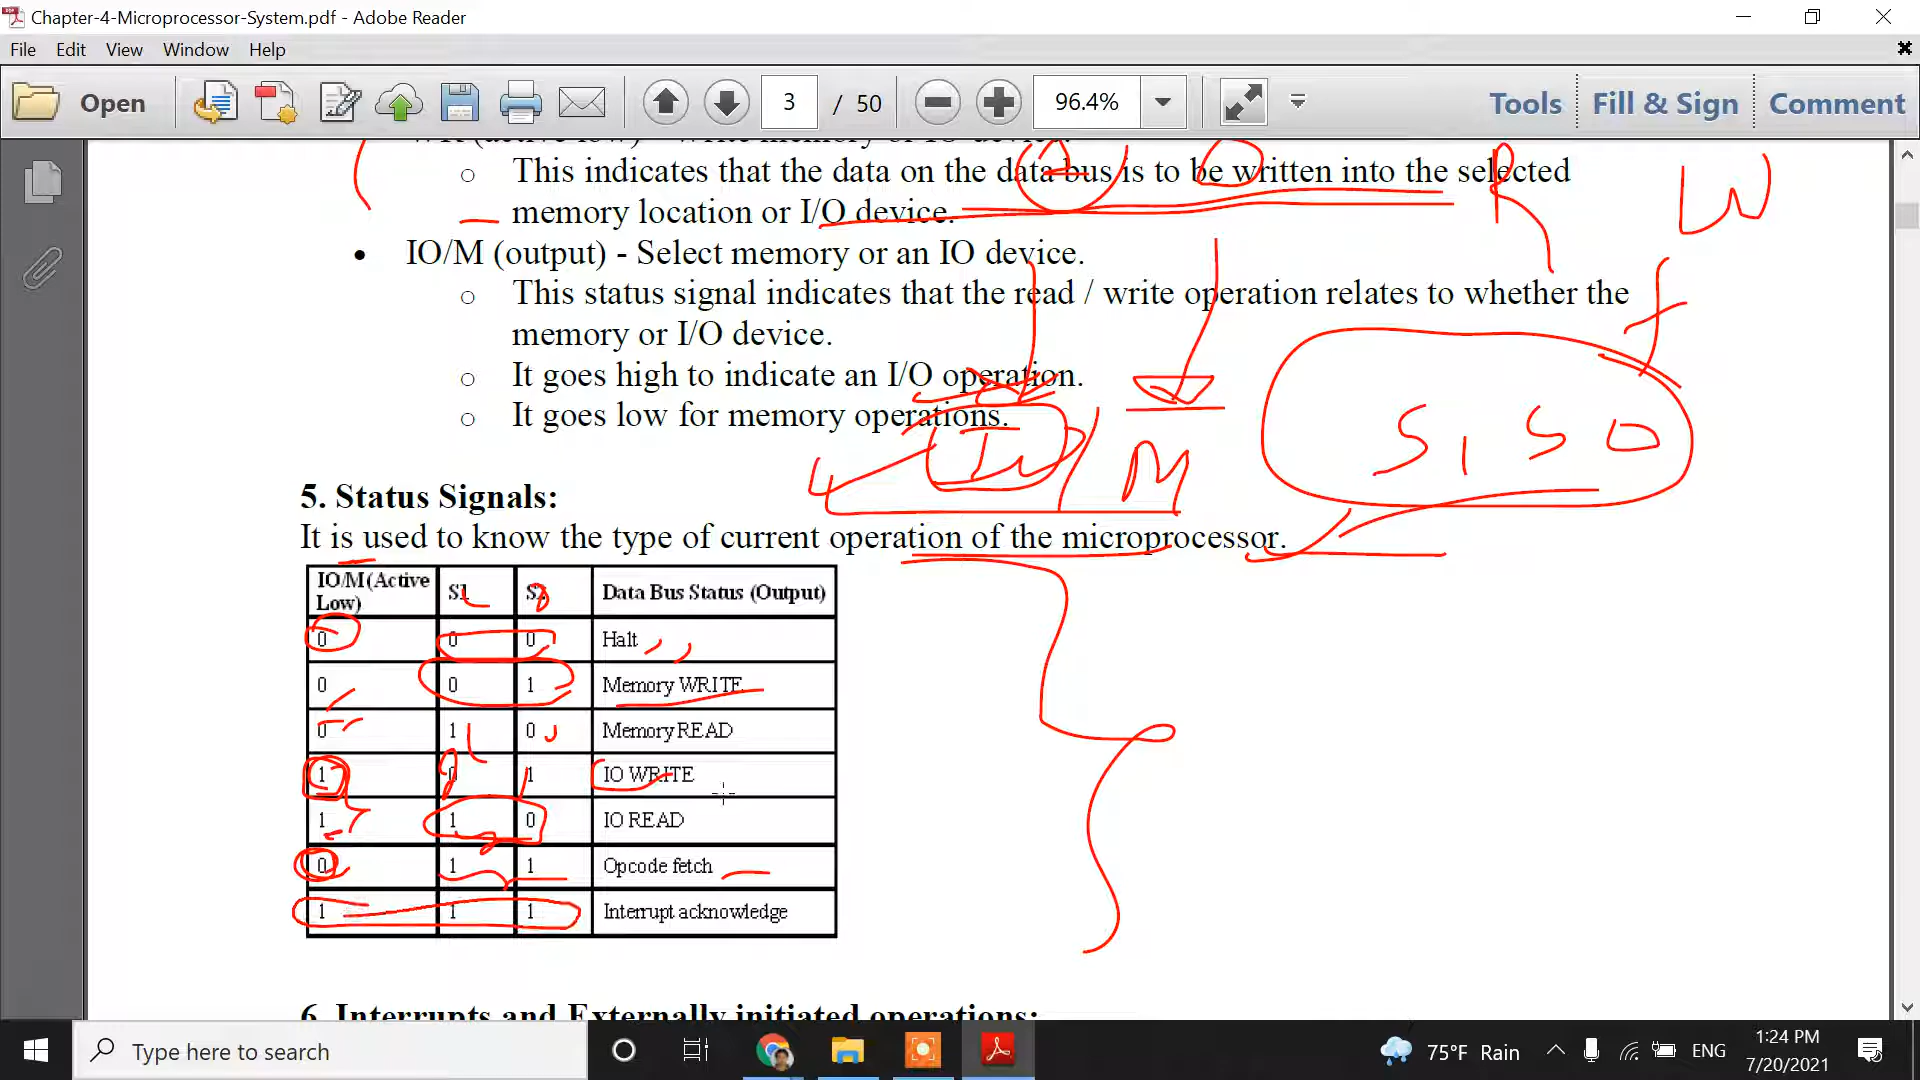 Chapter-4-Microprocessor-System.pdf - Adobe Reader
File Edit View Window Help
Open 3 / 50 96.4% Tools Fill & Sign Comment
WR (active low) - write memory or IO device.
o This indicates that the data on the data bus is to be written into the selected
memory location or I/O device.
R W
• IO/M (output) - Select memory or an IO device.
o This status signal indicates that the read / write operation relates to whether the
memory or I/O device.
o It goes high to indicate an I/O operation.
o It goes low for memory operations.
M
S1 S0
5. Status Signals:
It is used to know the type of current operation of the microprocessor.
IO/M(Active Low) S1 Data Bus Status (Output)
0 0 0 Halt
0 0 1 Memory WRITE
0 1 0 Memory READ
1 0 1 IO WRITE
1 1 0 IO READ
0 1 1 Opcode fetch
1 1 1 Interrupt acknowledge
6. Interrupts and Externally initiated operations:
Type here to search
75°F Rain ENG 1:24 PM
7/20/2021